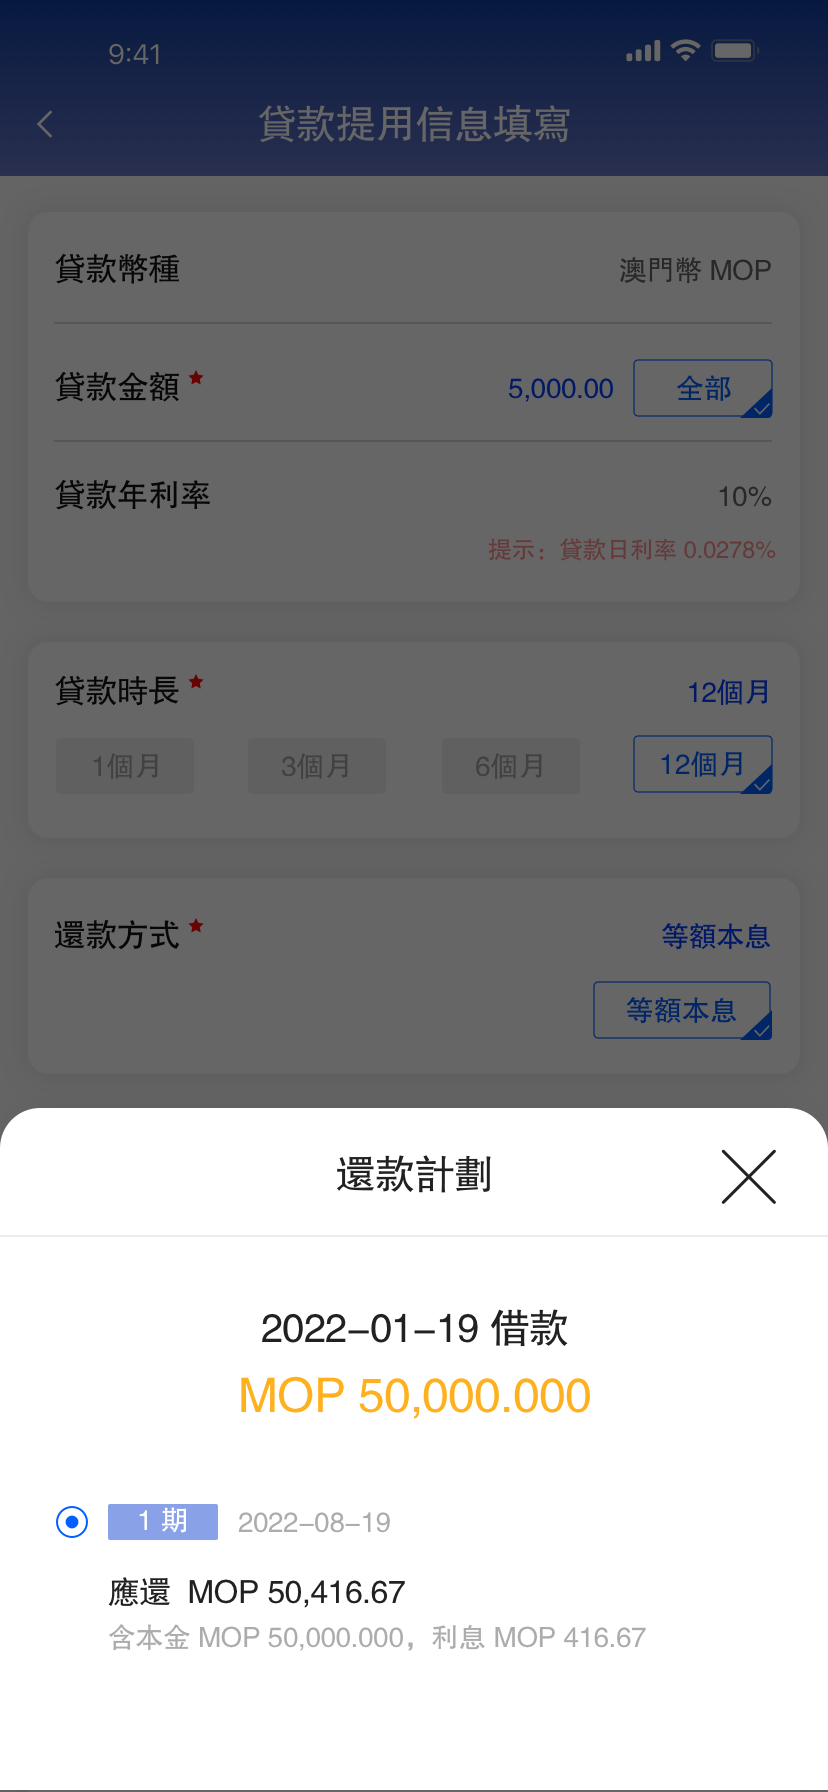 9:41
貸款提用信息填寫
貸款幣種 澳門幣 MOP
貸款金額★ 5,000.00 全部
貸款年利率 10%
提示：貸款日利率 0.0278%
貸款時長★ 12個月
1個月 3個月 6個月 12個月
還款方式★ 等額本息
等額本息
還款計劃
2022-01-19 借款
MOP 50,000.000
1 期 2022-08-19
應還 MOP 50,416.67
含本金 MOP 50,000.000，利息 MOP 416.67